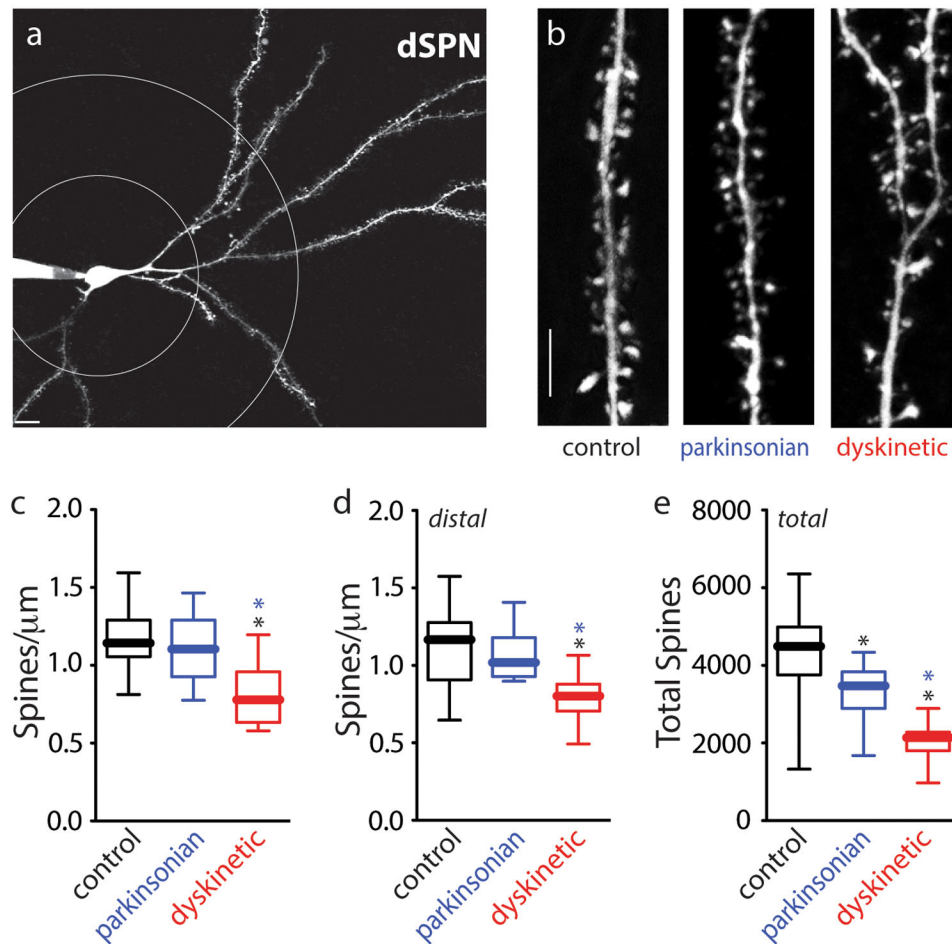 a
dSPN
b
control parkinsonian dyskinetic
c
2.0
1.5
1.0
0.5
0.0
Spines/μm
*
*
control
parkinsonian
dyskinetic
d
distal
2.0
1.5
1.0
0.5
0.0
Spines/μm
*
*
control
parkinsonian
dyskinetic
e
total
8000
6000
4000
2000
0
Total Spines
*
*
*
control
parkinsonian
dyskinetic